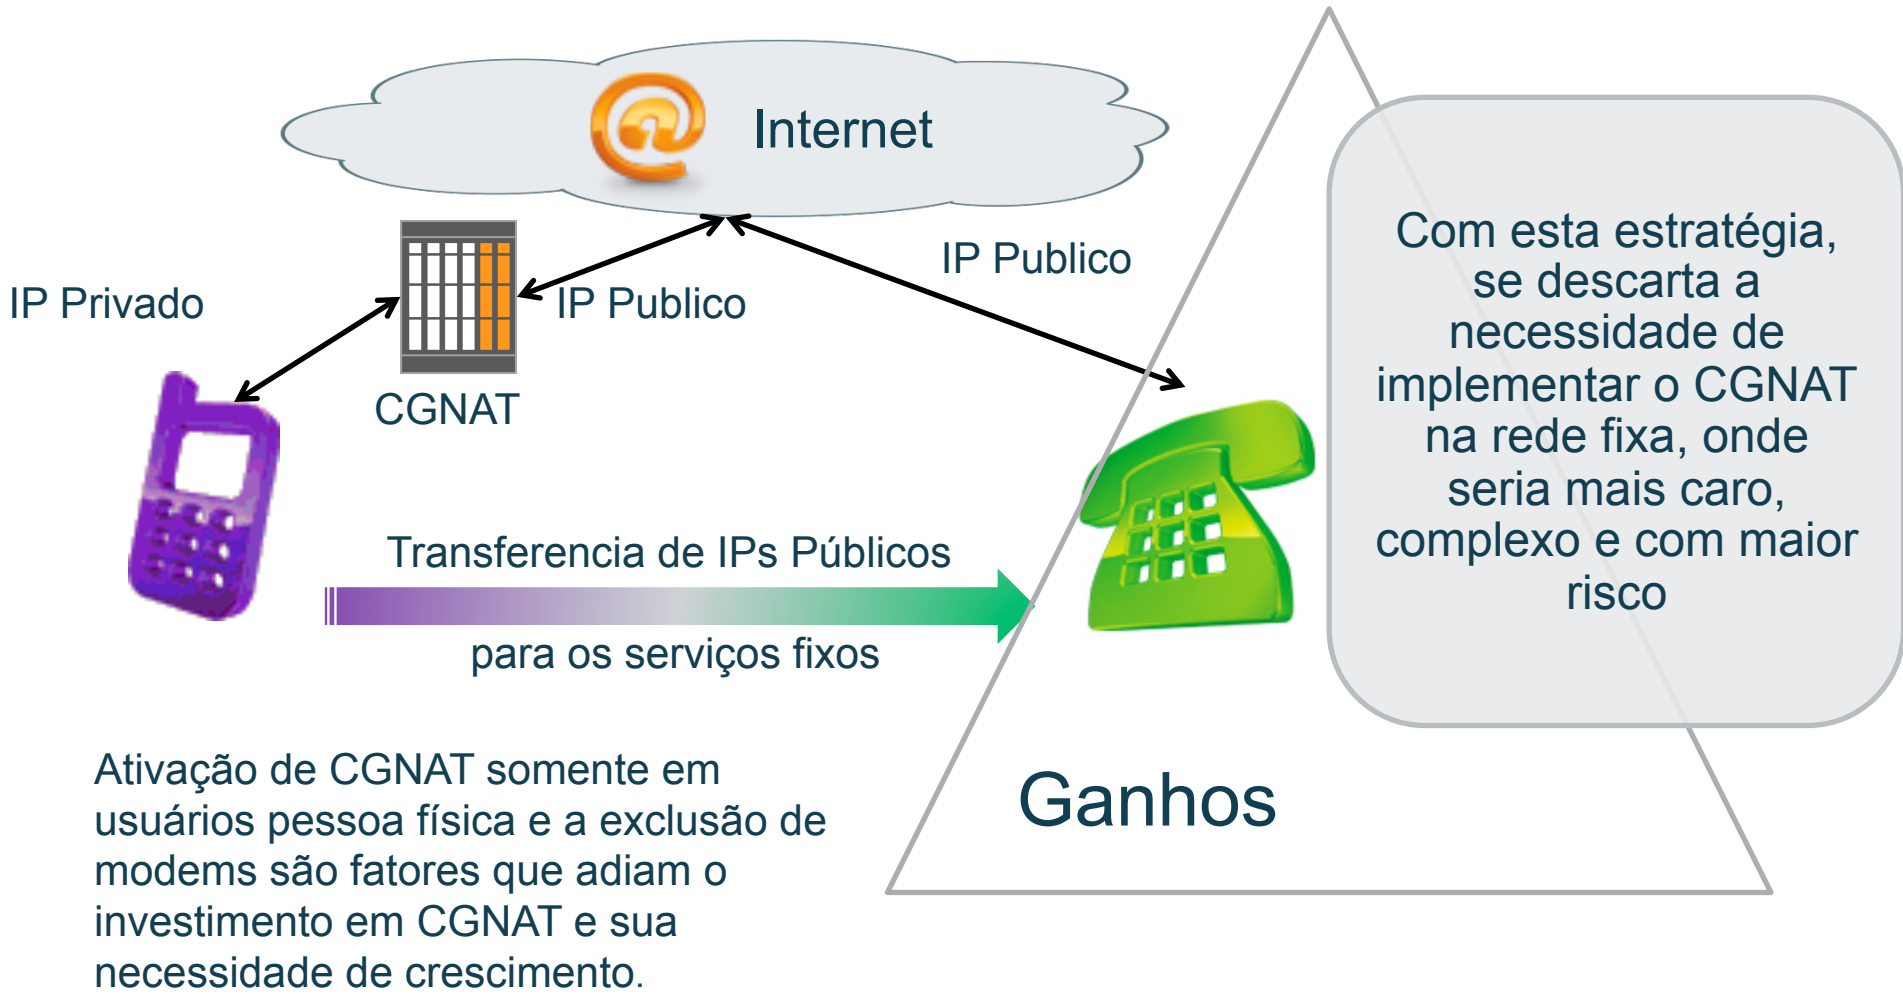 Internet
IP Publico
IP Privado
IP Publico
CGNAT
Com esta estratégia,
se descarta a
necessidade de
implementar o CGNAT
na rede fixa, onde
seria mais caro,
complexo e com maior
risco
Transferencia de IPs Públicos
para os serviços fixos
Ganhos
Ativação de CGNAT somente em
usuários pessoa física e a exclusão de
modems são fatores que adiam o
investimento em CGNAT e sua
necessidade de crescimento.